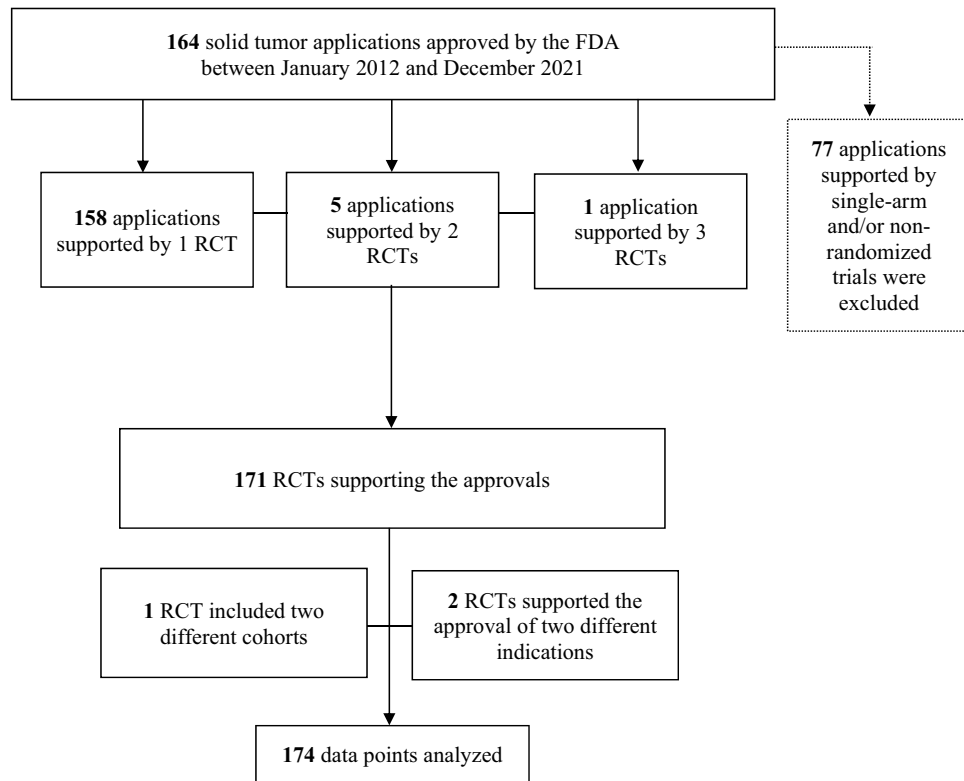 164 solid tumor applications approved by the FDA
between January 2012 and December 2021
77 applications
supported by
single-arm
and/or non-
randomized
trials were
excluded
158 applications
supported by 1 RCT
5 applications
supported by 2
RCTs
1 application
supported by 3
RCTs
171 RCTs supporting the approvals
1 RCT included two
different cohorts
2 RCTs supported the
approval of two different
indications
174 data points analyzed